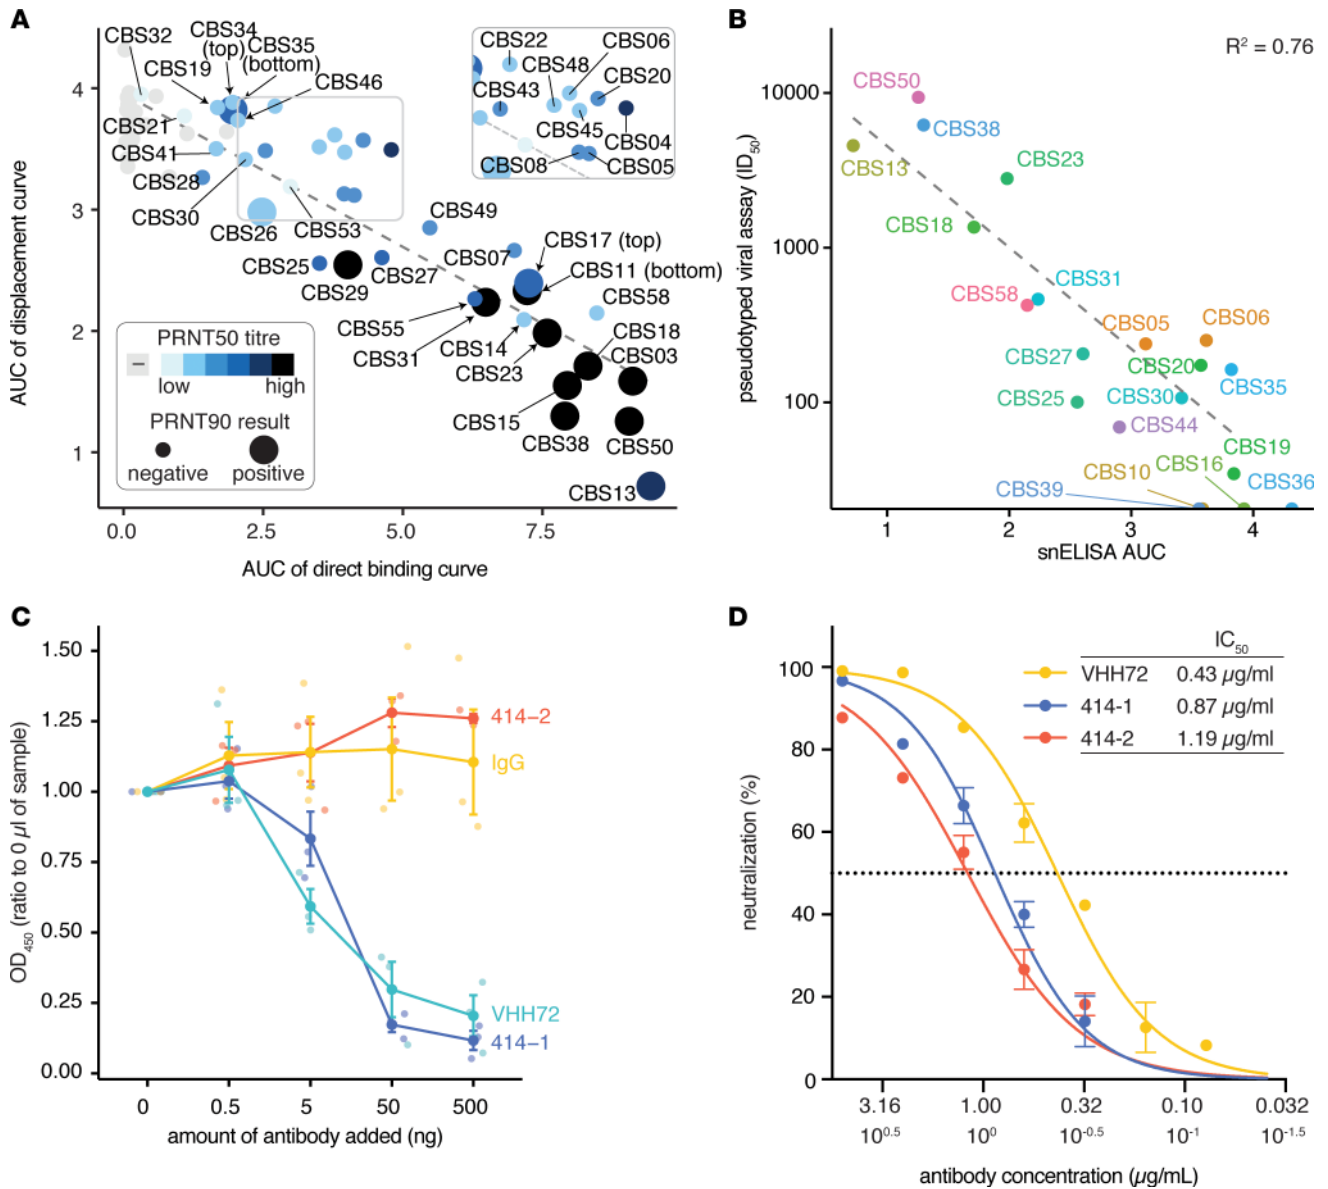 A
CBS32
CBS34
(top)
CBS35
(bottom)
CBS19
CBS46
CBS21
CBS41
CBS28
CBS30
CBS26
CBS53
CBS25
CBS29
CBS27
CBS49
CBS07
CBS17 (top)
CBS11 (bottom)
CBS58
CBS55
CBS31
CBS14
CBS23
CBS18
CBS03
CBS15
CBS38
CBS50
CBS13
CBS22
CBS06
CBS48
CBS20
CBS43
CBS45
CBS04
CBS08
CBS05
PRNT50 titre
–
low
high
PRNT90 result
negative
positive
AUC of displacement curve
4
3
2
1
0.0
2.5
5.0
7.5
AUC of direct binding curve
B
R² = 0.76
CBS50
CBS38
CBS13
CBS23
CBS18
CBS31
CBS58
CBS05
CBS06
CBS27
CBS20
CBS35
CBS25
CBS30
CBS44
CBS19
CBS10
CBS16
CBS39
CBS36
pseudotyped viral assay (ID50)
10000
1000
100
1
2
3
4
snELISA AUC
C
OD450 (ratio to 0 µl of sample)
1.50
1.25
1.00
0.75
0.50
0.25
0.00
414–2
IgG
VHH72
414–1
0
0.5
5
50
500
amount of antibody added (ng)
D
IC50
VHH72 0.43 µg/ml
414-1 0.87 µg/ml
414-2 1.19 µg/ml
neutralization (%)
100
80
60
40
20
0
3.16 1.00 0.32 0.10 0.032
10^0.5 10^0 10^-0.5 10^-1 10^-1.5
antibody concentration (µg/mL)